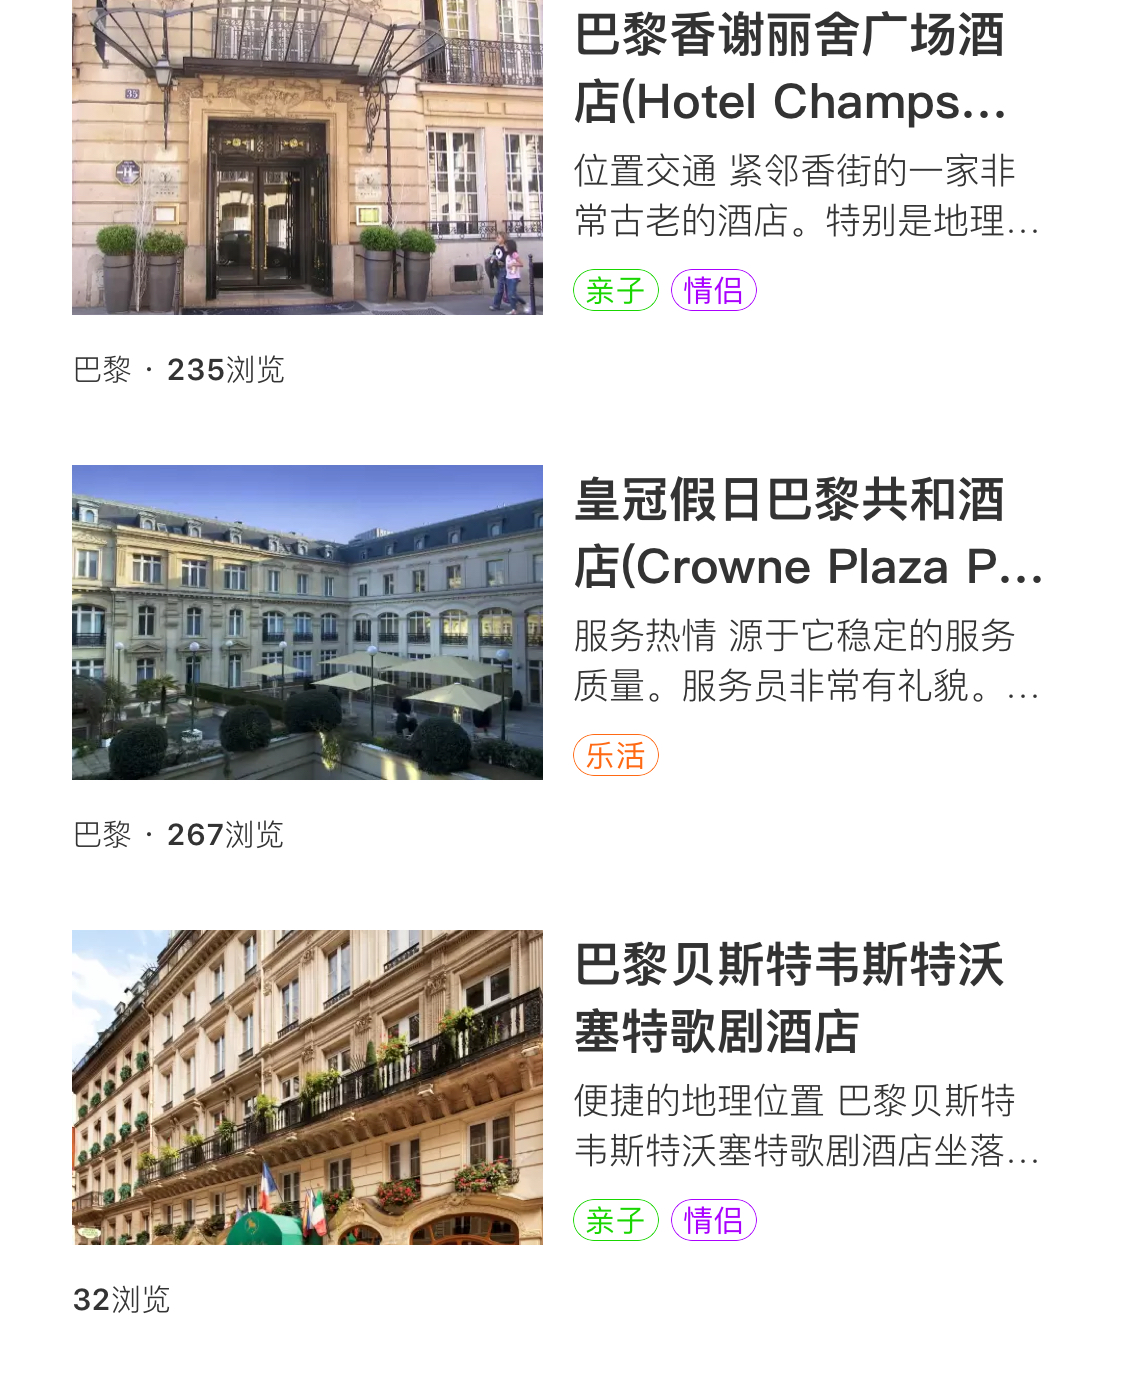 巴黎香谢丽舍广场酒
店(Hotel Champs...
位置交通 紧邻香街的一家非
常古老的酒店。特别是地理...
亲子 情侣
35
H
巴黎 · 235浏览
皇冠假日巴黎共和酒
店(Crowne Plaza P...
服务热情 源于它稳定的服务
质量。服务员非常有礼貌。...
乐活
巴黎 · 267浏览
巴黎贝斯特韦斯特沃
塞特歌剧酒店
便捷的地理位置 巴黎贝斯特
韦斯特沃塞特歌剧酒店坐落...
亲子 情侣
32浏览